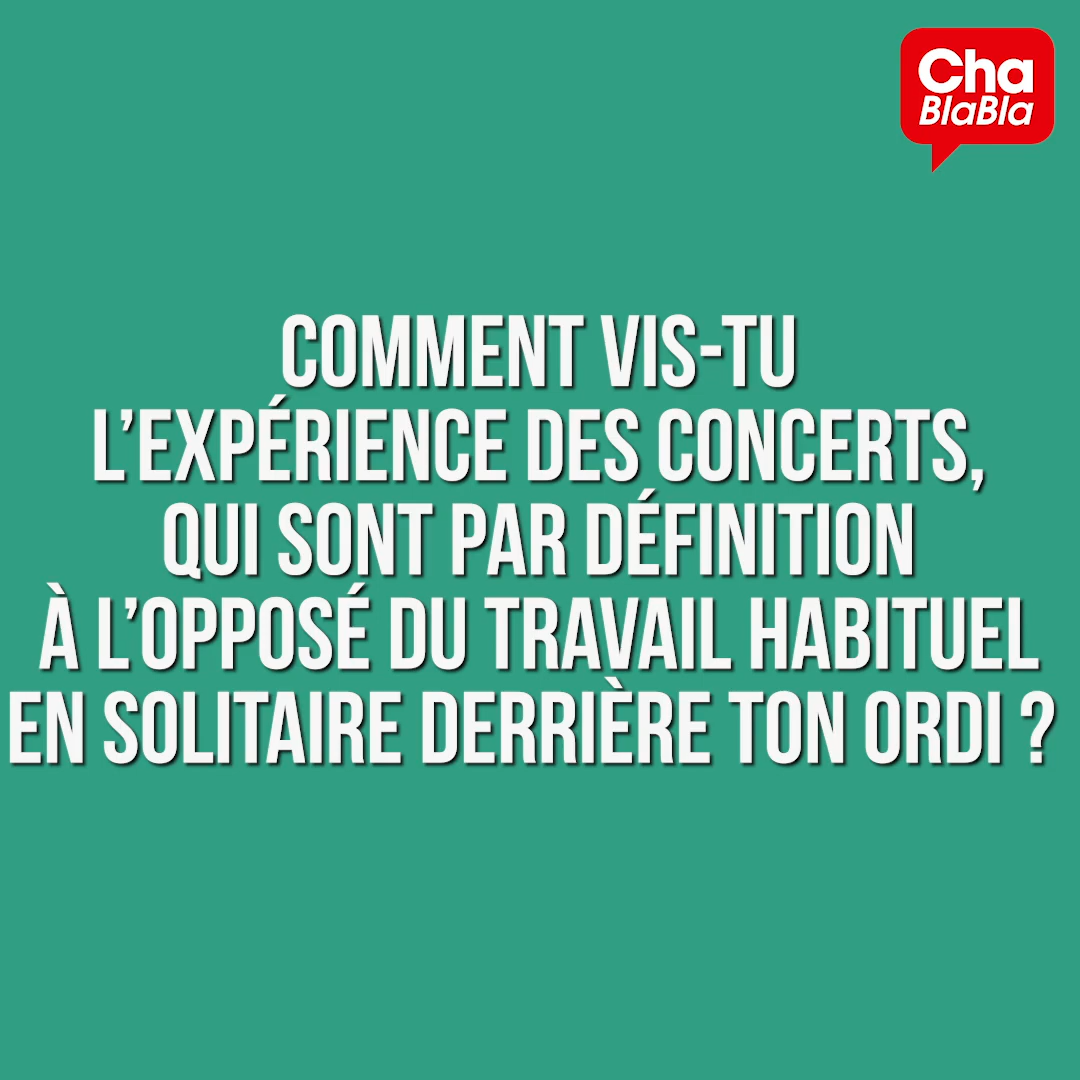 Cha
BlaBla
COMMENT VIS-TU
L'EXPÉRIENCE DES CONCERTS,
QUI SONT PAR DÉFINITION
À L'OPPOSÉ DU TRAVAIL HABITUEL
EN SOLITAIRE DERRIÈRE TON ORDI ?